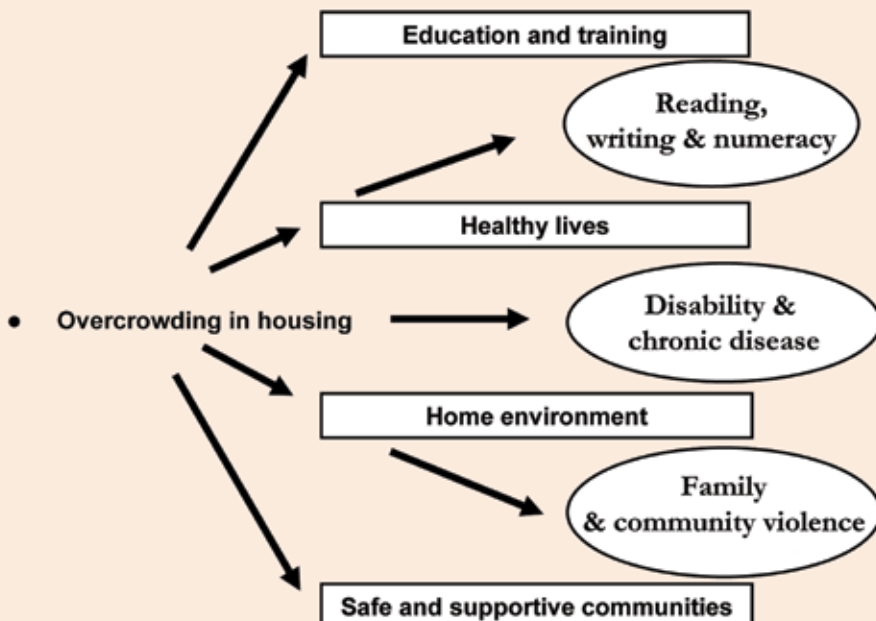 Education and training
Reading,
writing & numeracy
Healthy lives
• Overcrowding in housing
Disability &
chronic disease
Home environment
Family
& community violence
Safe and supportive communities